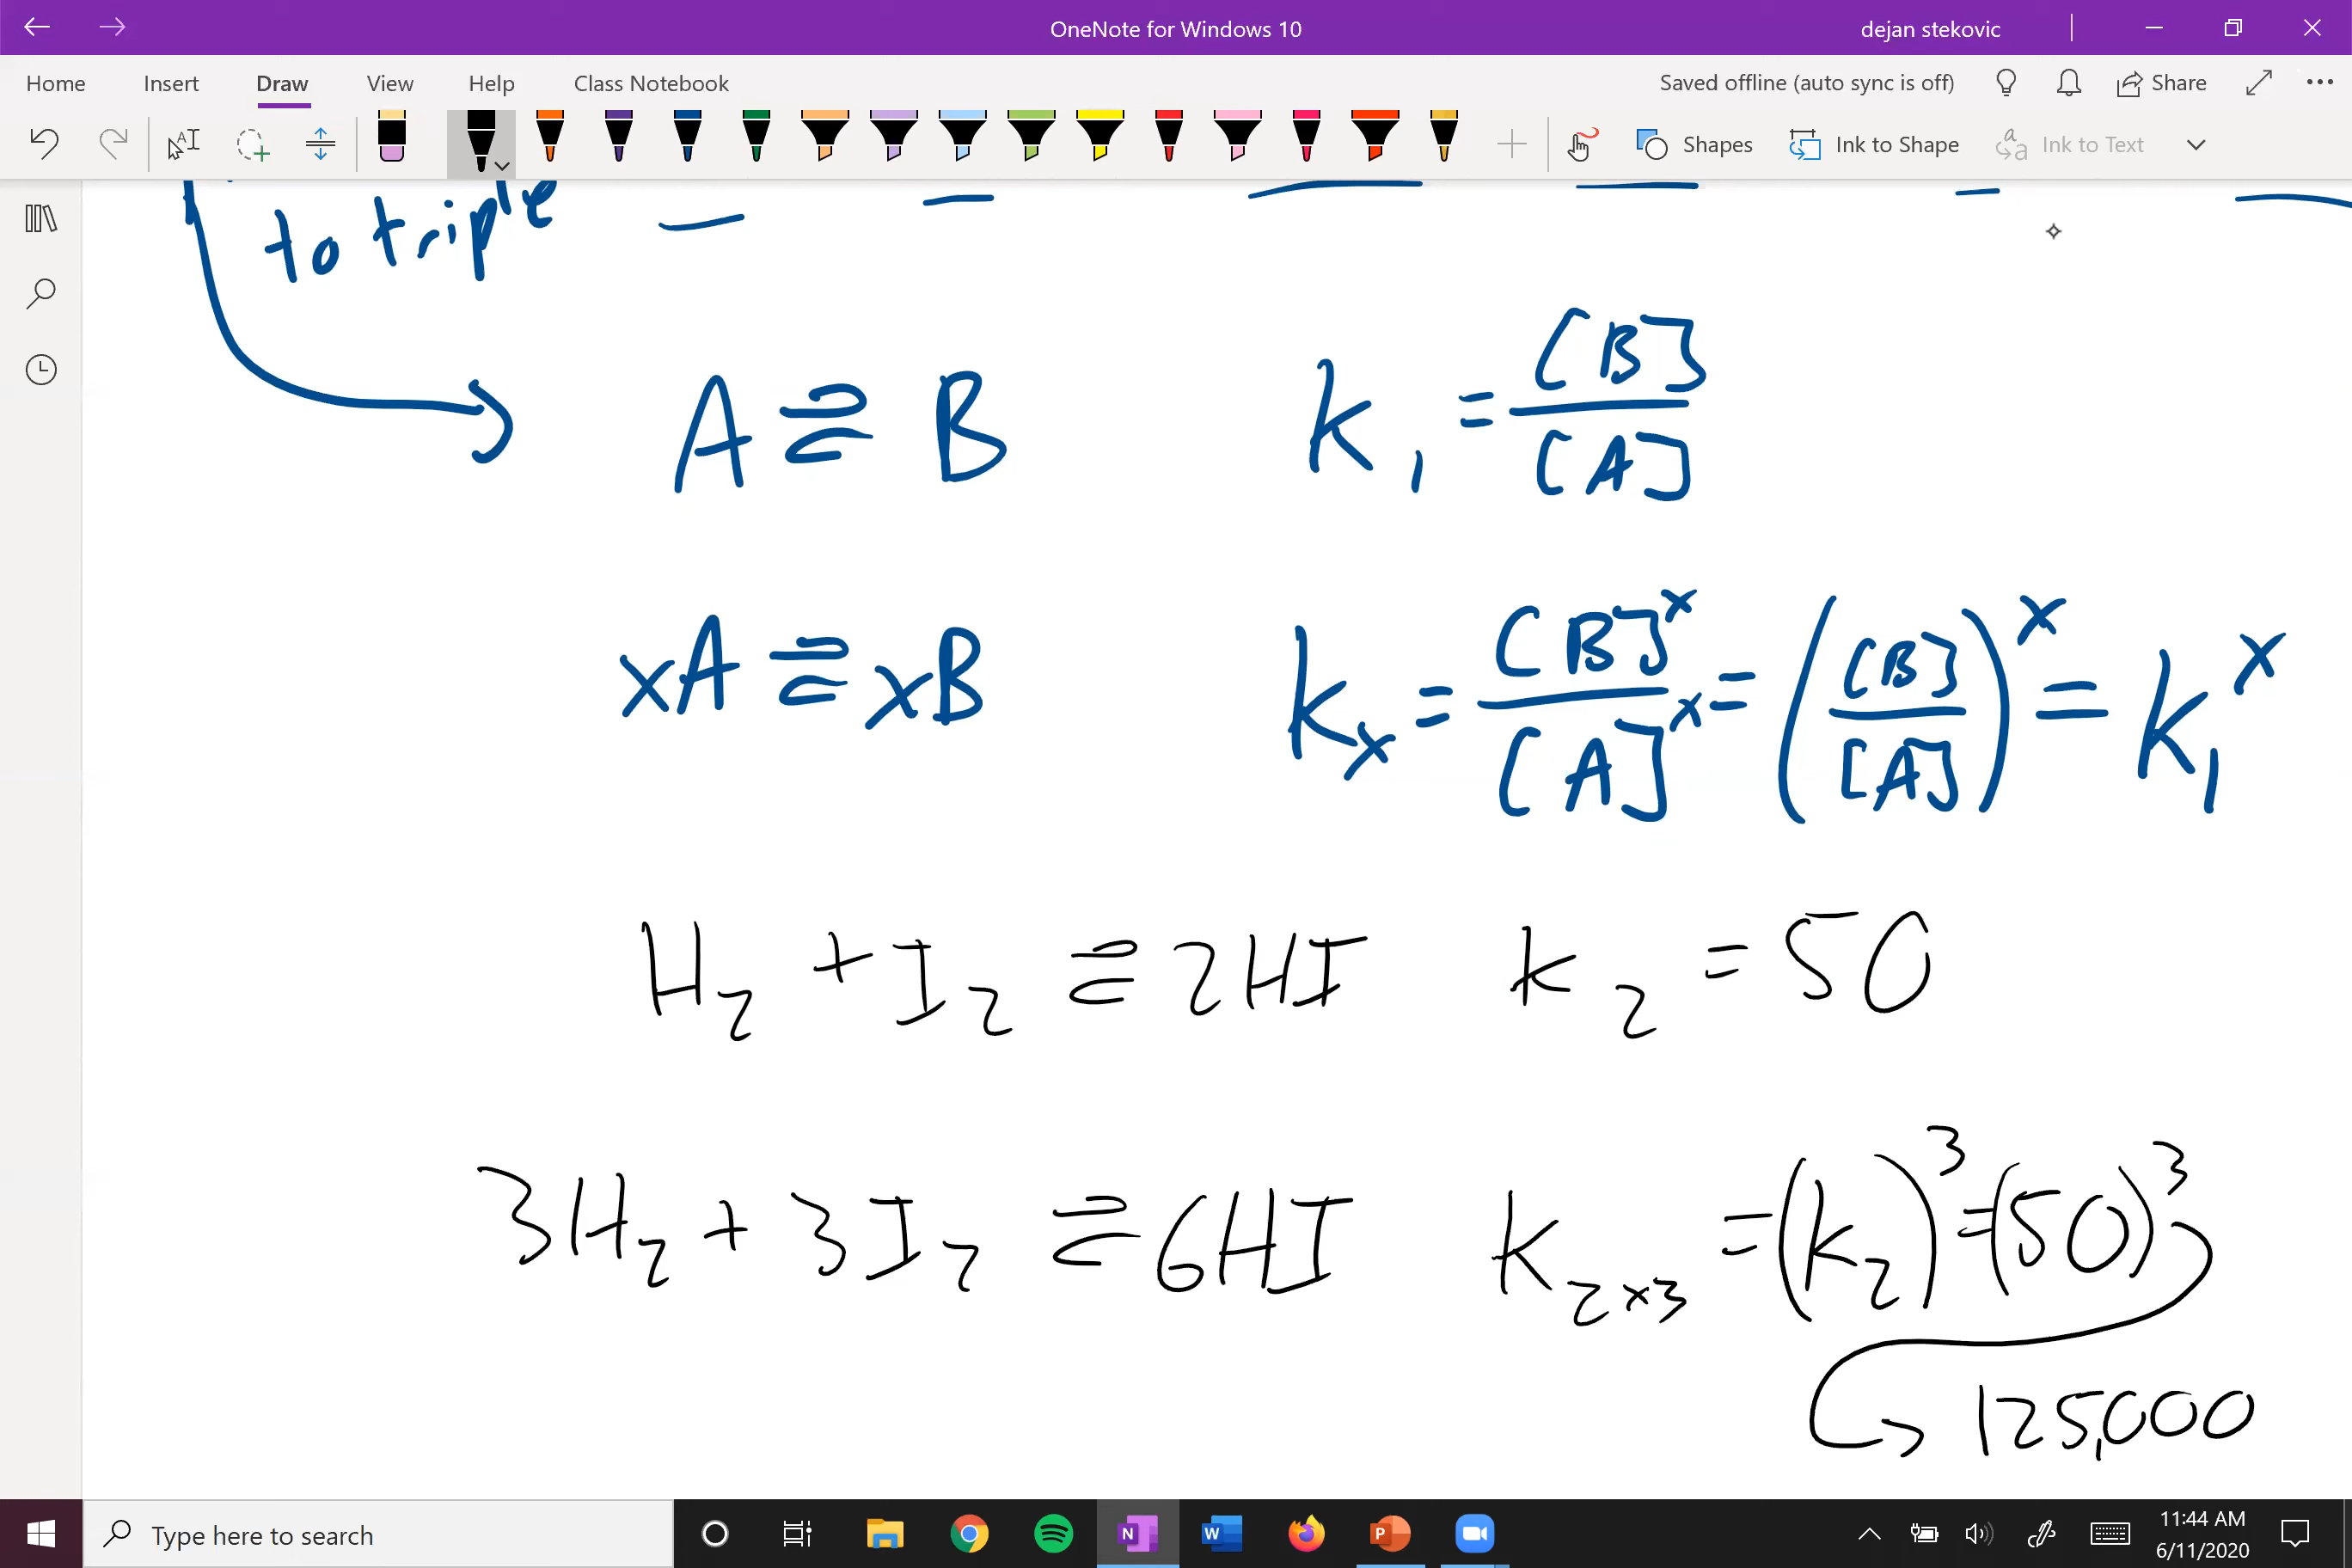 OneNote for Windows 10
dejan stekovic
Home Insert Draw View Help Class Notebook
Saved offline (auto sync is off) Share
Shapes Ink to Shape Ink to Text
to triple
A ⇌ B K₁ = [B] / [A]
xA ⇌ xB Kₓ = [B]ˣ / [A]ˣ = ([B] / [A])ˣ = K₁ˣ
H₂ + I₂ ⇌ 2HI K₂ = 50
3H₂ + 3I₂ ⇌ 6HI K₂ₓ₃ = (K₂)³ = (50)³
125,000
Type here to search
11:44 AM
6/11/2020